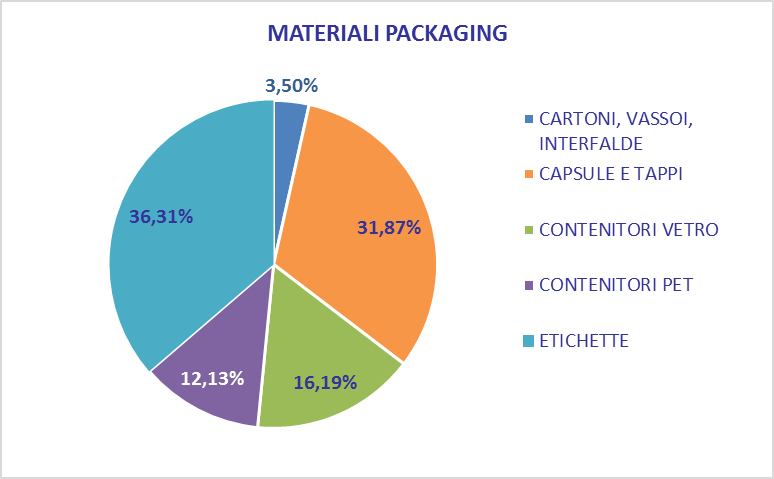 MATERIALI PACKAGING
3,50%
36,31%
31,87%
12,13%
16,19%
CARTONI, VASSOI,
INTERFALDE
CAPSULE E TAPPI
CONTENITORI VETRO
CONTENITORI PET
ETICHETTE